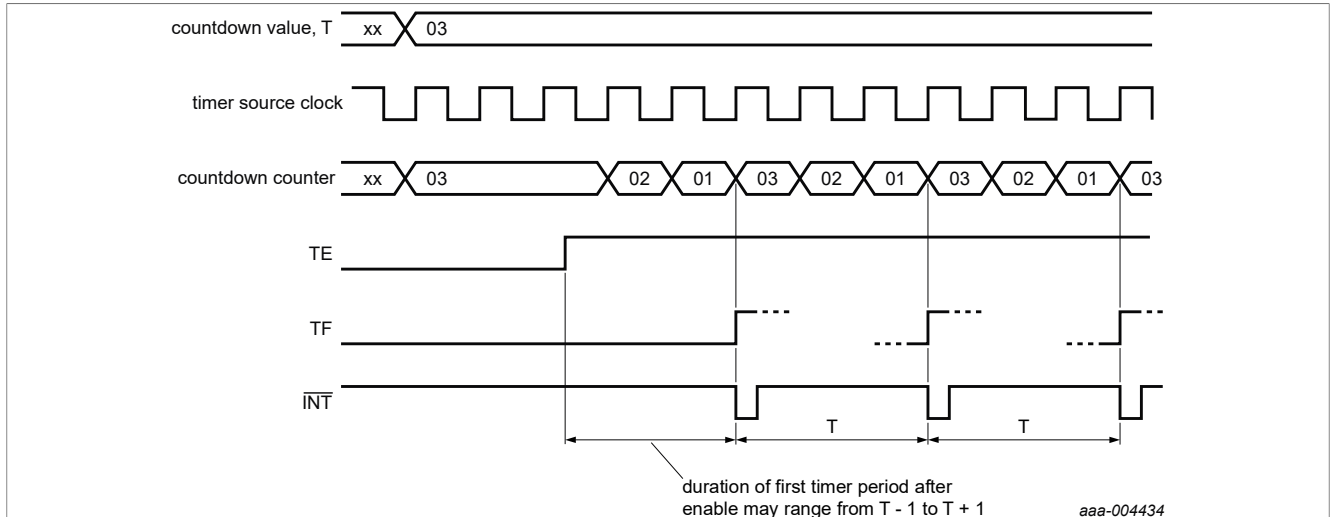 countdown value, T xx 03
timer source clock
countdown counter xx 03 02 01 03 02 01 03 02 01 03
TE
TF
INT
T T
duration of first timer period after
enable may range from T - 1 to T + 1
aaa-004434